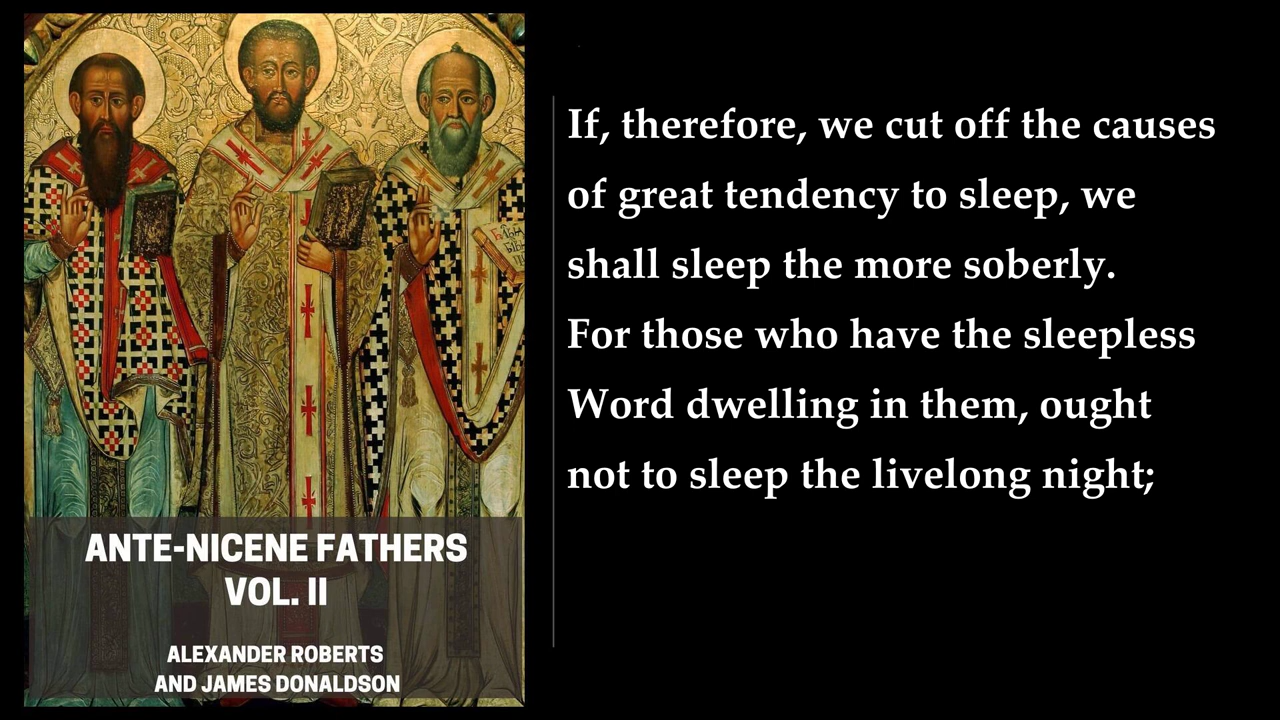 ANTE-NICENE FATHERS
VOL. II
ALEXANDER ROBERTS
AND JAMES DONALDSON
If, therefore, we cut off the causes
of great tendency to sleep, we
shall sleep the more soberly.
For those who have the sleepless
Word dwelling in them, ought
not to sleep the livelong night;